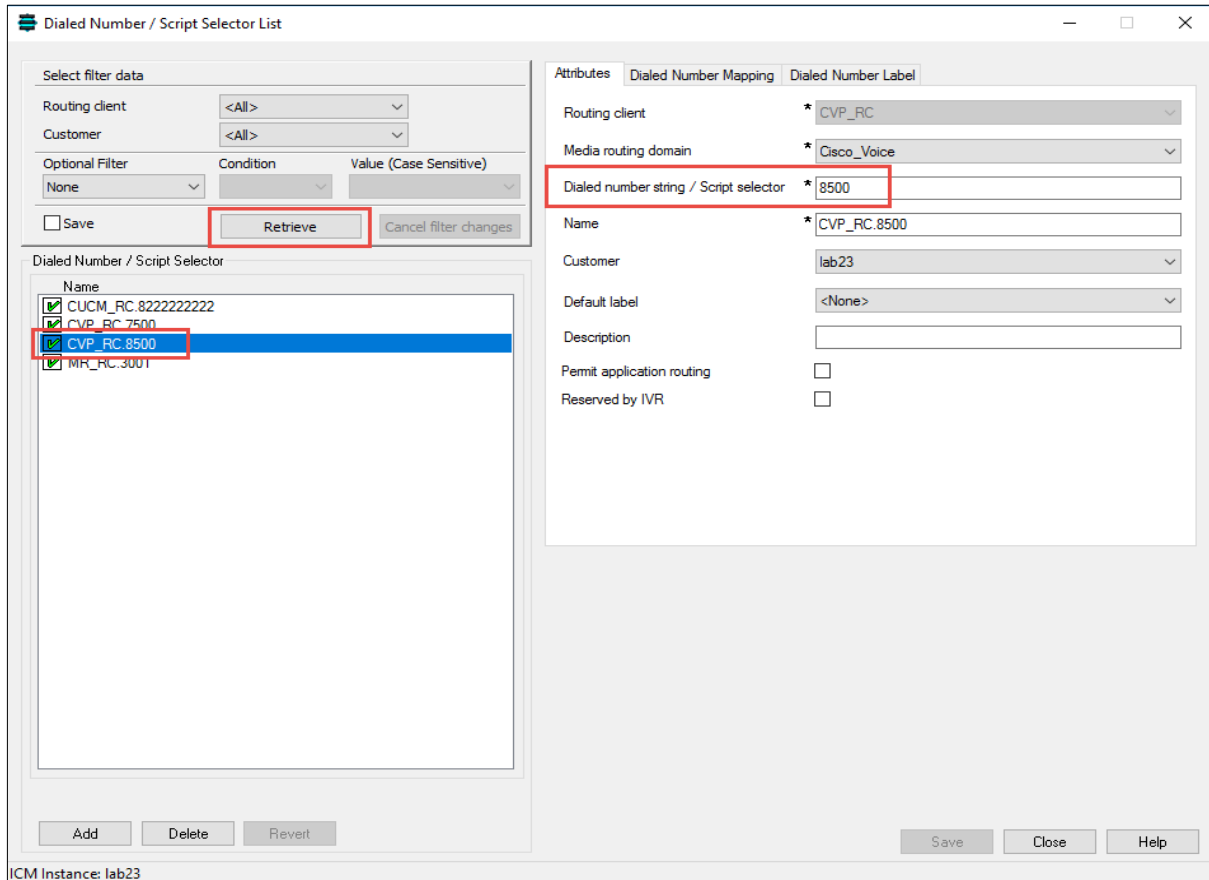 Dialed Number / Script Selector List
Select filter data
Routing client <All>
Customer <All>
Optional Filter Condition Value (Case Sensitive)
None
Save Retrieve Cancel filter changes
Dialed Number / Script Selector
Name
CUCM_RC.8222222222
CVP_RC.7500
CVP_RC.8500
MR_RC.3001
Add Delete Revert
Attributes Dialed Number Mapping Dialed Number Label
Routing client * CVP_RC
Media routing domain * Cisco_Voice
Dialed number string / Script selector * 8500
Name * CVP_RC.8500
Customer lab23
Default label <None>
Description
Permit application routing
Reserved by IVR
Save Close Help
ICM Instance: lab23